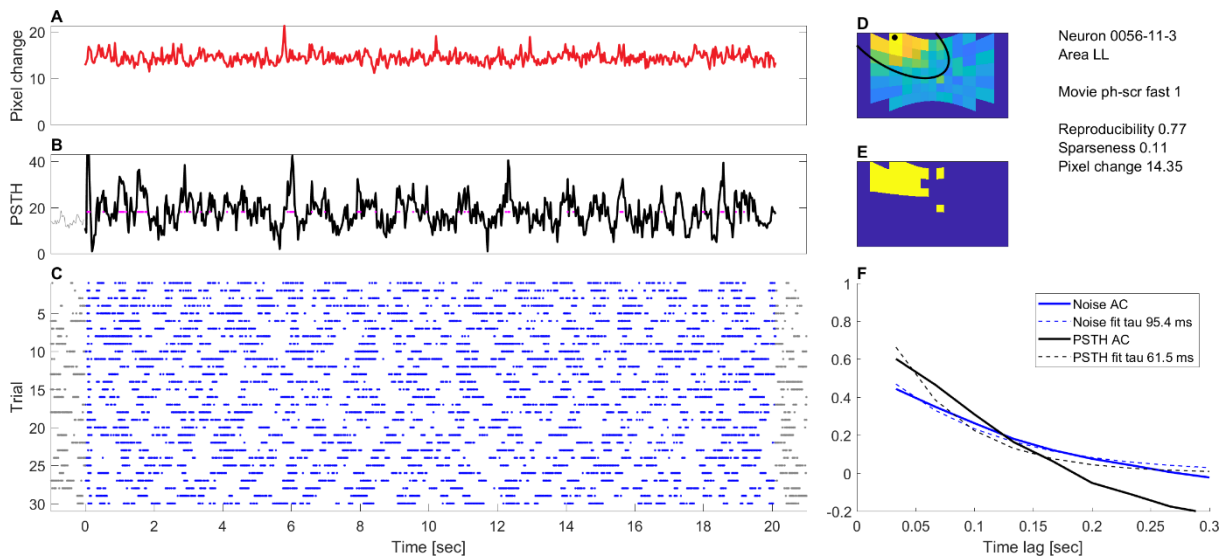 A
Pixel change
20
10
0
B
PSTH
40
20
0
C
Trial
5
10
15
20
25
30
0 2 4 6 8 10 12 14 16 18 20
Time [sec]
D
E
Neuron 0056-11-3
Area LL
Movie ph-scr fast 1
Reproducibility 0.77
Sparseness 0.11
Pixel change 14.35
F
1
0.8
0.6
0.4
0.2
0
-0.2
Noise AC
Noise fit tau 95.4 ms
PSTH AC
PSTH fit tau 61.5 ms
0 0.05 0.1 0.15 0.2 0.25 0.3
Time lag [sec]